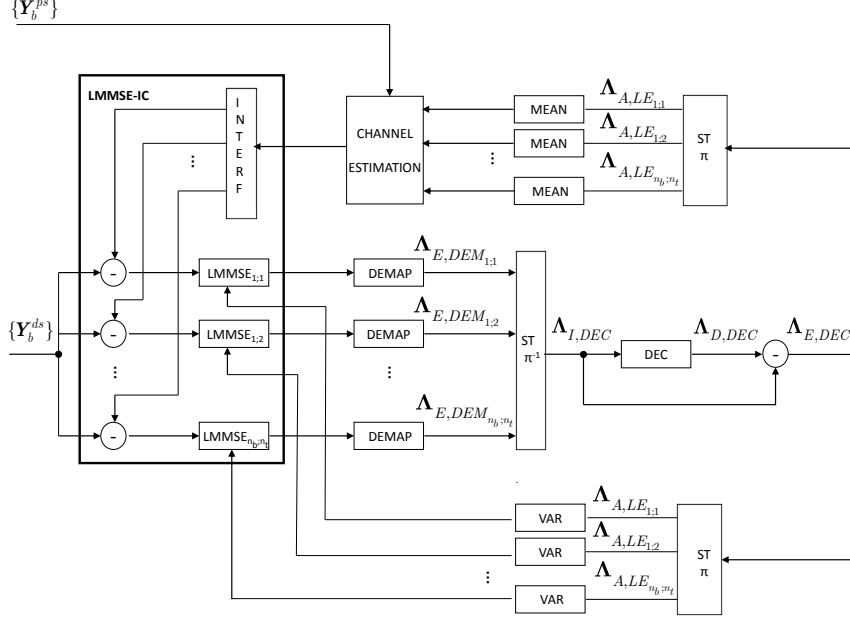 {Y_b^{ps}}
LMMSE-IC
INTERF
CHANNEL
ESTIMATION
MEAN
Λ_{A,LE_{1;1}}
MEAN
Λ_{A,LE_{1;2}}
...
MEAN
Λ_{A,LE_{n_b;n_t}}
ST
π
...
{Y_b^{ds}}
-
LMMSE_{1;1}
DEMAP
Λ_{E,DEM_{1;1}}
-
LMMSE_{1;2}
DEMAP
Λ_{E,DEM_{1;2}}
...
...
-
LMMSE_{n_b;n_t}
DEMAP
Λ_{E,DEM_{n_b;n_t}}
ST
π^{-1}
Λ_{I,DEC}
DEC
Λ_{D,DEC}
-
Λ_{E,DEC}
VAR
Λ_{A,LE_{1;1}}
VAR
Λ_{A,LE_{1;2}}
...
VAR
Λ_{A,LE_{n_b;n_t}}
ST
π